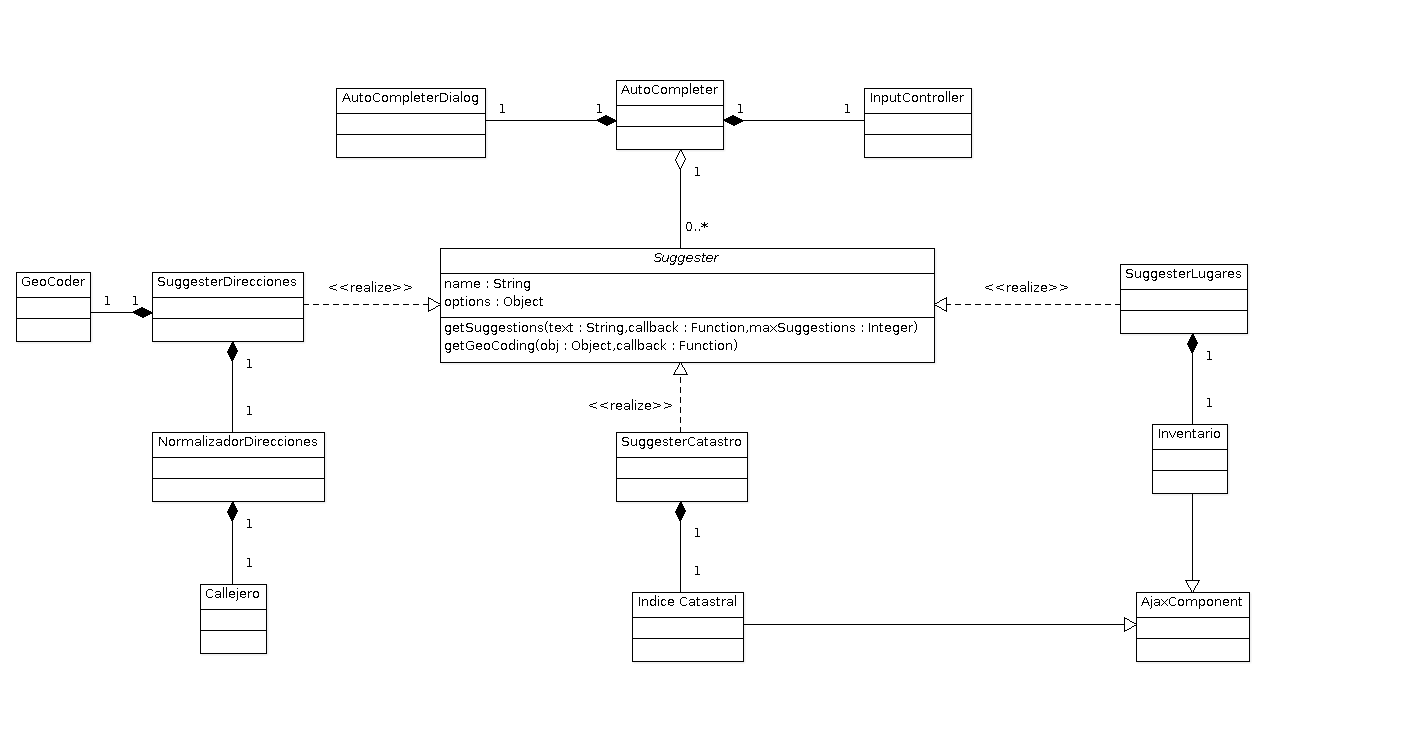 AutoCompleterDialog
1
1
AutoCompleter
1
1
InputController
1
0..*
GeoCoder
1
1
SuggesterDirecciones
<<realize>>
Suggester
name : String
options : Object
getSuggestions(text : String,callback : Function,maxSuggestions : Integer)
getGeoCoding(obj : Object,callback : Function)
<<realize>>
SuggesterLugares
1
1
1
1
<<realize>>
NormalizadorDirecciones
SuggesterCatastro
Inventario
1
1
1
1
Callejero
Indice Catastral
AjaxComponent